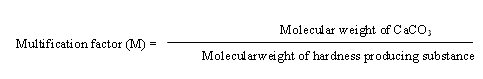 Molecular weight of CaCO₃
Multification factor (M) =
Molecularweight of hardness producing substance